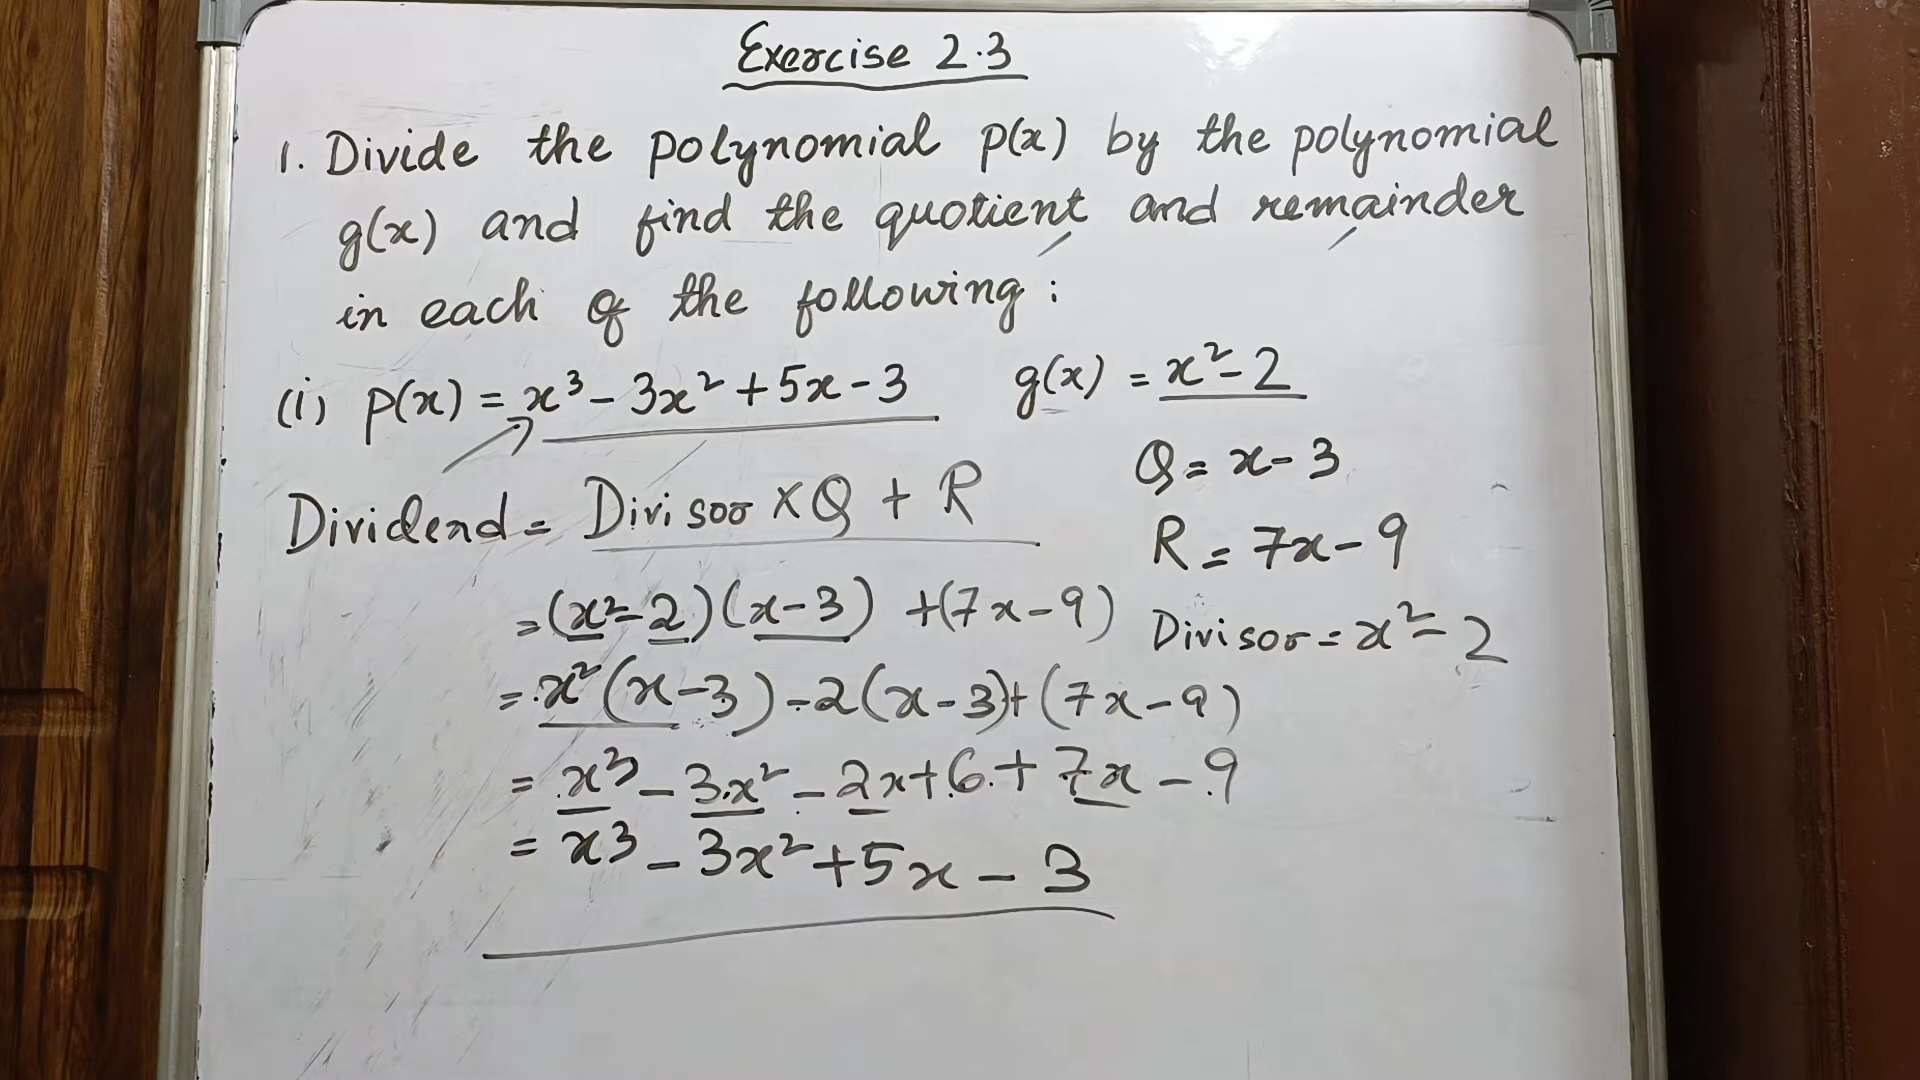 Exercise 2.3
1. Divide the polynomial p(x) by the polynomial
g(x) and find the quotient and remainder
in each of the following :
(i) p(x) = x³ - 3x² + 5x - 3   g(x) = x² - 2
Q = x - 3
Dividend = Divisor X Q + R
R = 7x - 9
= (x² - 2)(x - 3) + (7x - 9)
Divisor = x² - 2
= x²(x - 3) - 2(x - 3) + (7x - 9)
= x³ - 3x² - 2x + 6 + 7x - 9
= x3 - 3x² + 5x - 3